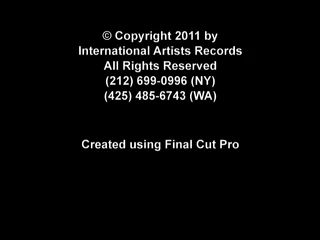 © Copyright 2011 by
International Artists Records
All Rights Reserved
(212) 699-0996 (NY)
(425) 485-6743 (WA)
Created using Final Cut Pro